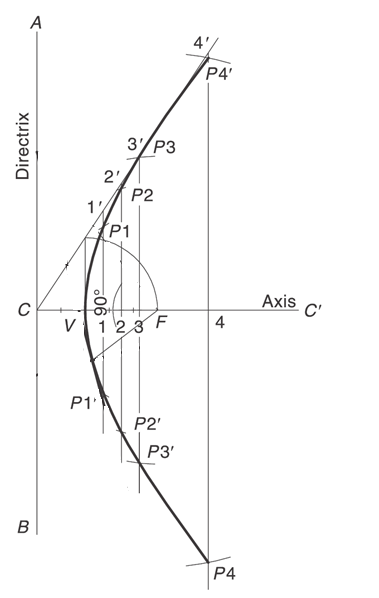 A
4′
P4′
Directrix
3′ P3
2′
P2
1′
P1
90°
C V 1 2 3 F 4 Axis C′
P1′
P2′
P3′
B
P4